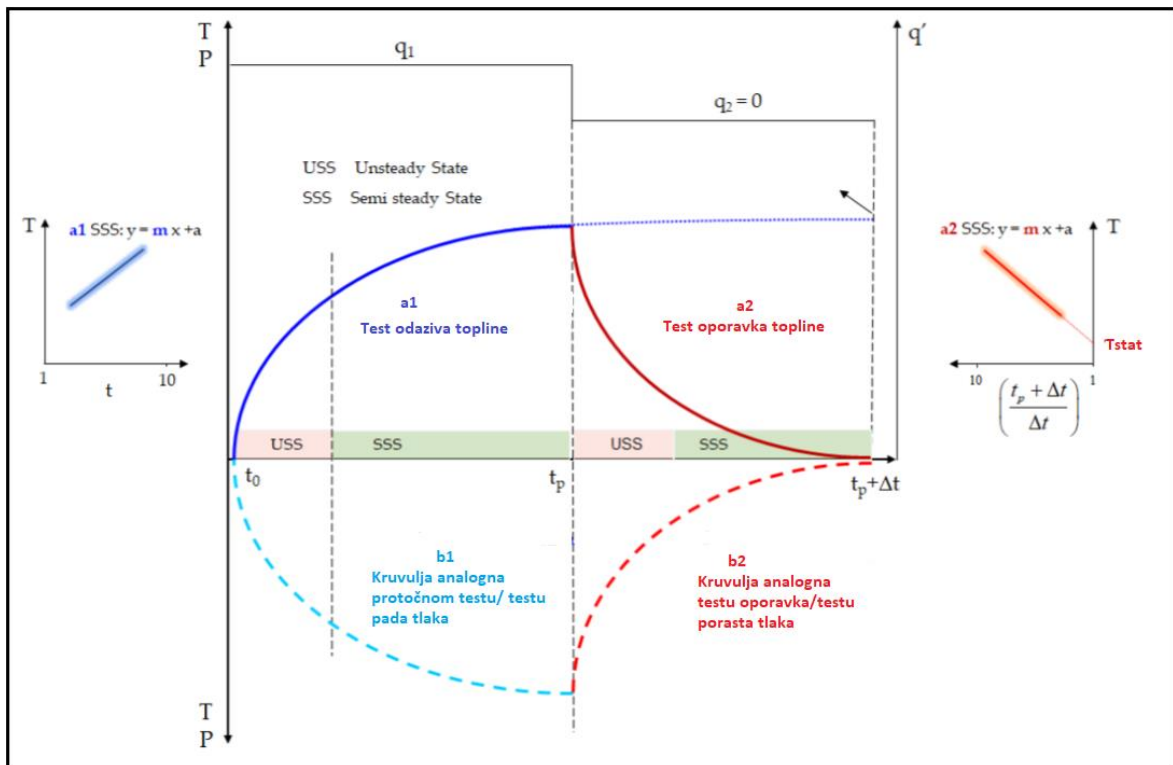 T
P
q′
q₁
q₂ = 0
USS Unsteady State
SSS Semi steady State
T
a1 SSS: y = m x +a
1
10
t
a2 SSS: y = m x +a
T
Tstat
10
1
(tₚ + Δt / Δt)
a1
Test odaziva topline
a2
Test oporavka topline
USS
SSS
USS
SSS
t₀
tₚ
tₚ+Δt
b1
Kruvulja analogna
protočnom testu/ testu
pada tlaka
b2
Kruvulja analogna
testu oporavka/testu
porasta tlaka
T
P